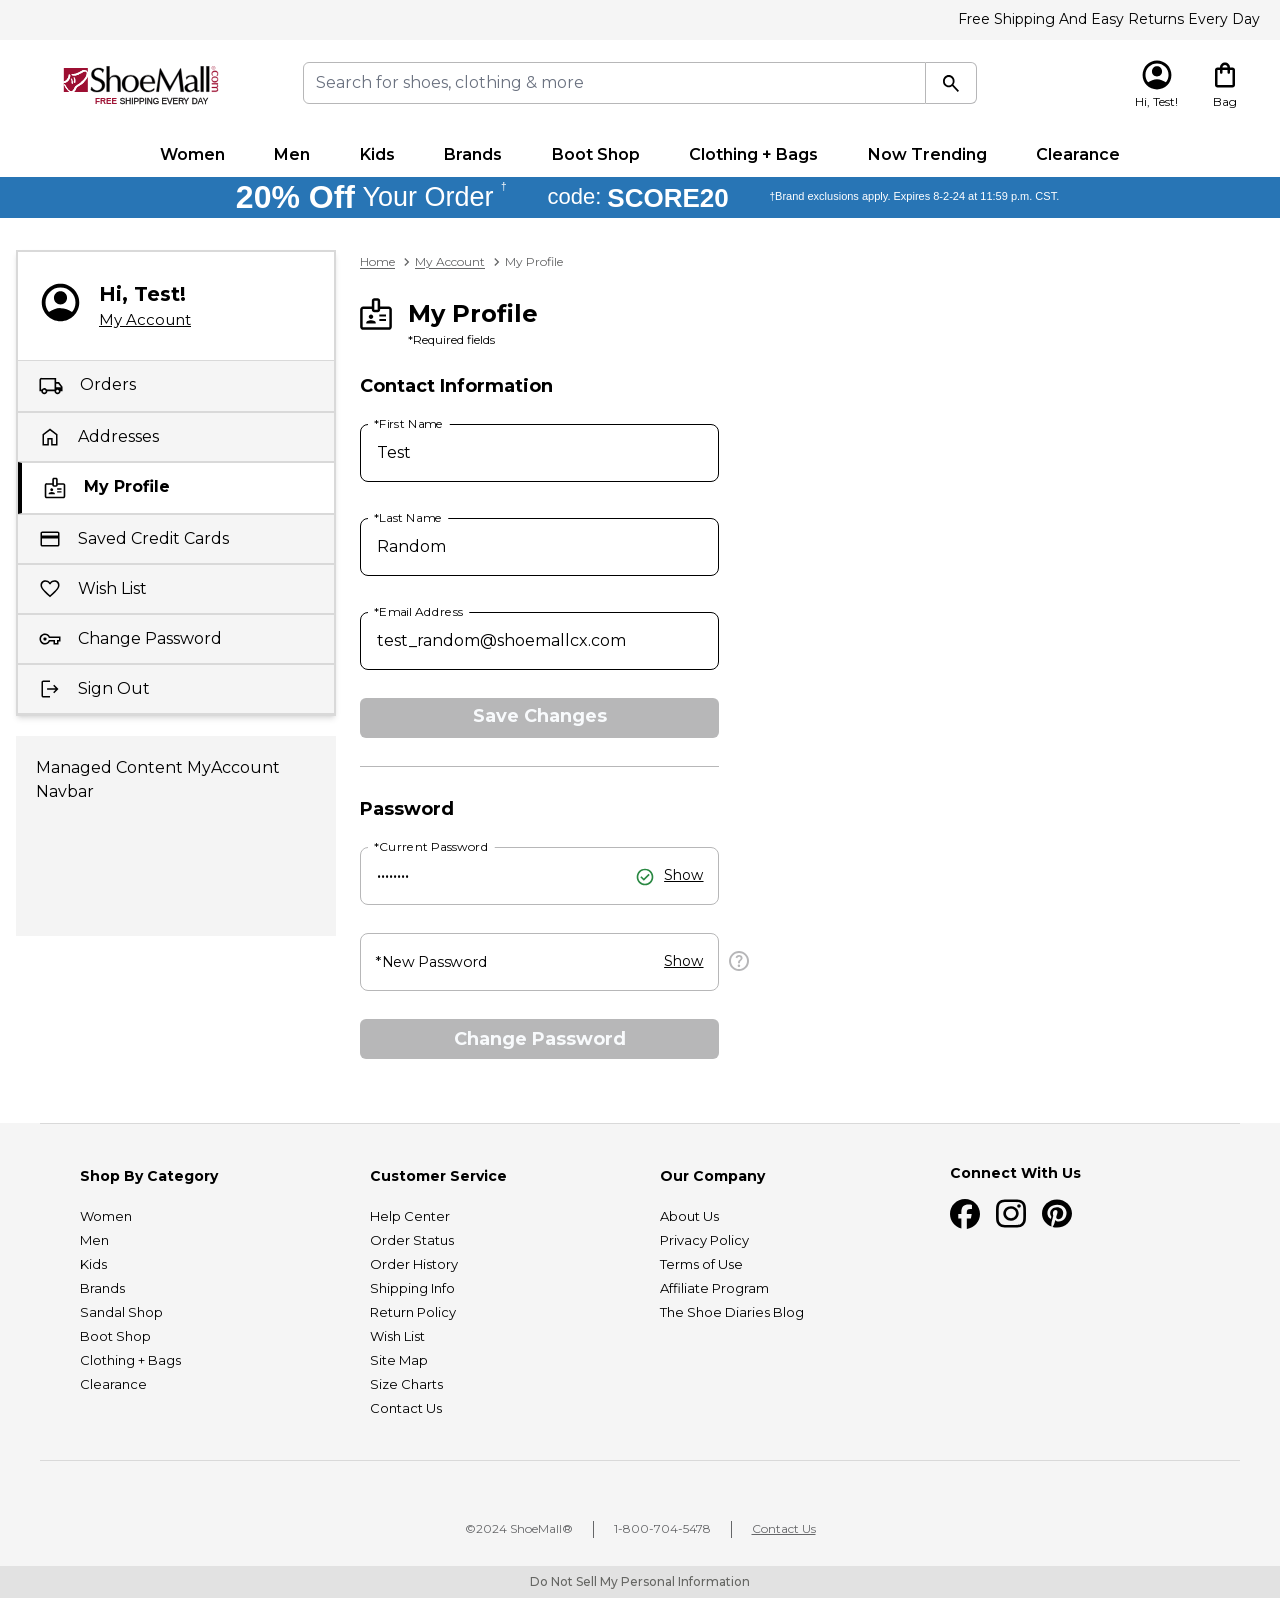 Free Shipping And Easy Returns Every Day
ShoeMall.com®
FREE SHIPPING EVERY DAY
Search for shoes, clothing & more
Hi, Test!
Bag
Women
Men
Kids
Brands
Boot Shop
Clothing + Bags
Now Trending
Clearance
20% Off Your Order † code: SCORE20 †Brand exclusions apply. Expires 8-2-24 at 11:59 p.m. CST.
Hi, Test!
My Account
Orders
Addresses
My Profile
Saved Credit Cards
Wish List
Change Password
Sign Out
Managed Content MyAccount
Navbar
Home > My Account > My Profile
My Profile
*Required fields
Contact Information
*First Name
Test
*Last Name
Random
*Email Address
test_random@shoemallcx.com
Save Changes
Password
*Current Password
········
Show
*New Password
Show
?
Change Password
Shop By Category
Women
Men
Kids
Brands
Sandal Shop
Boot Shop
Clothing + Bags
Clearance
Customer Service
Help Center
Order Status
Order History
Shipping Info
Return Policy
Wish List
Site Map
Size Charts
Contact Us
Our Company
About Us
Privacy Policy
Terms of Use
Affiliate Program
The Shoe Diaries Blog
Connect With Us
©2024 ShoeMall® | 1-800-704-5478 | Contact Us
Do Not Sell My Personal Information